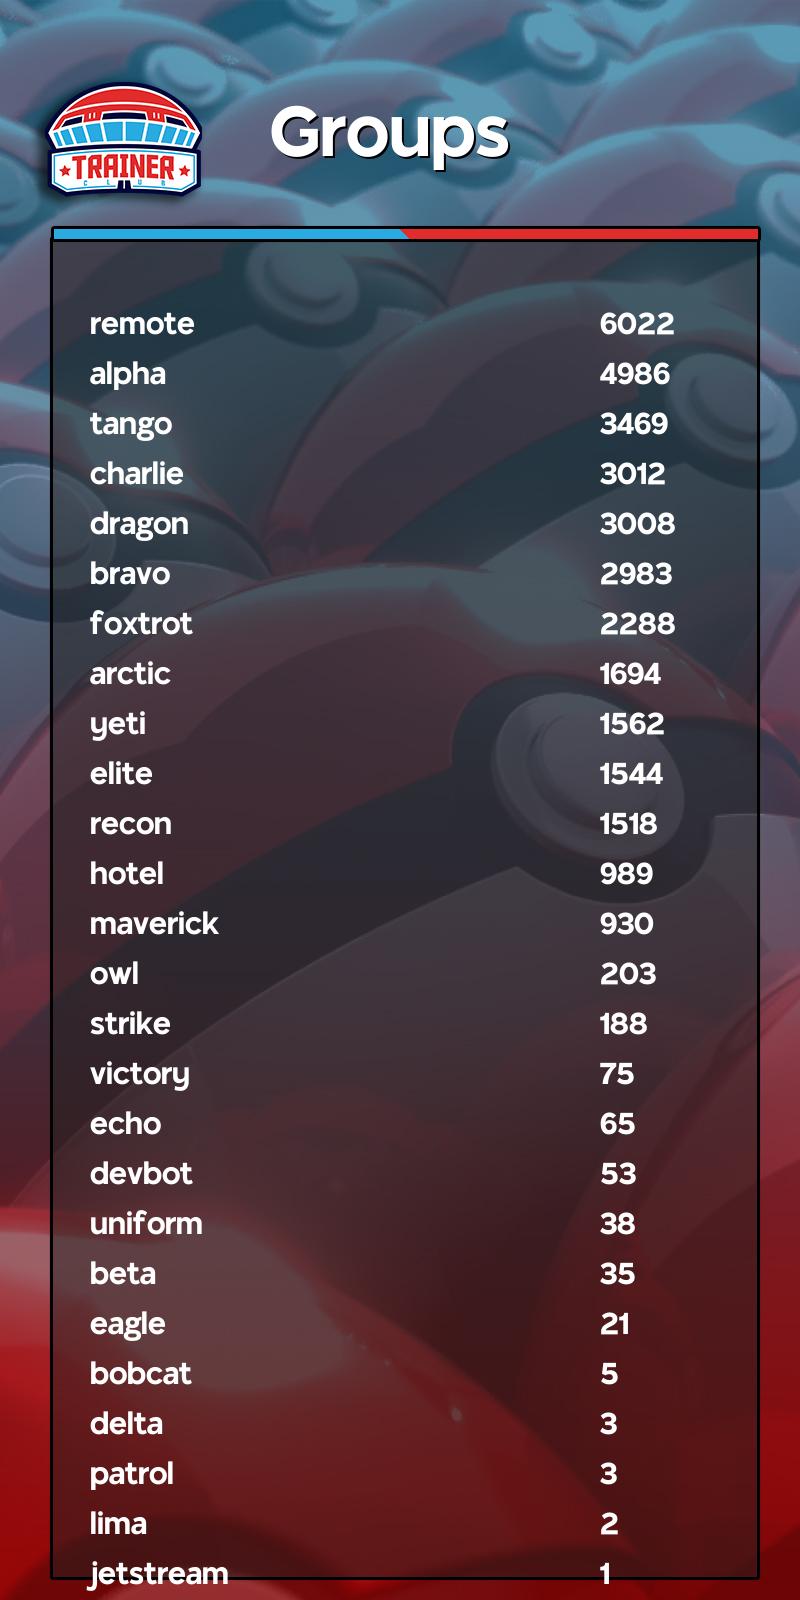 Groups
TRAINER
CLUB
remote 6022
alpha 4986
tango 3469
charlie 3012
dragon 3008
bravo 2983
foxtrot 2288
arctic 1694
yeti 1562
elite 1544
recon 1518
hotel 989
maverick 930
owl 203
strike 188
victory 75
echo 65
devbot 53
uniform 38
beta 35
eagle 21
bobcat 5
delta 3
patrol 3
lima 2
jetstream 1